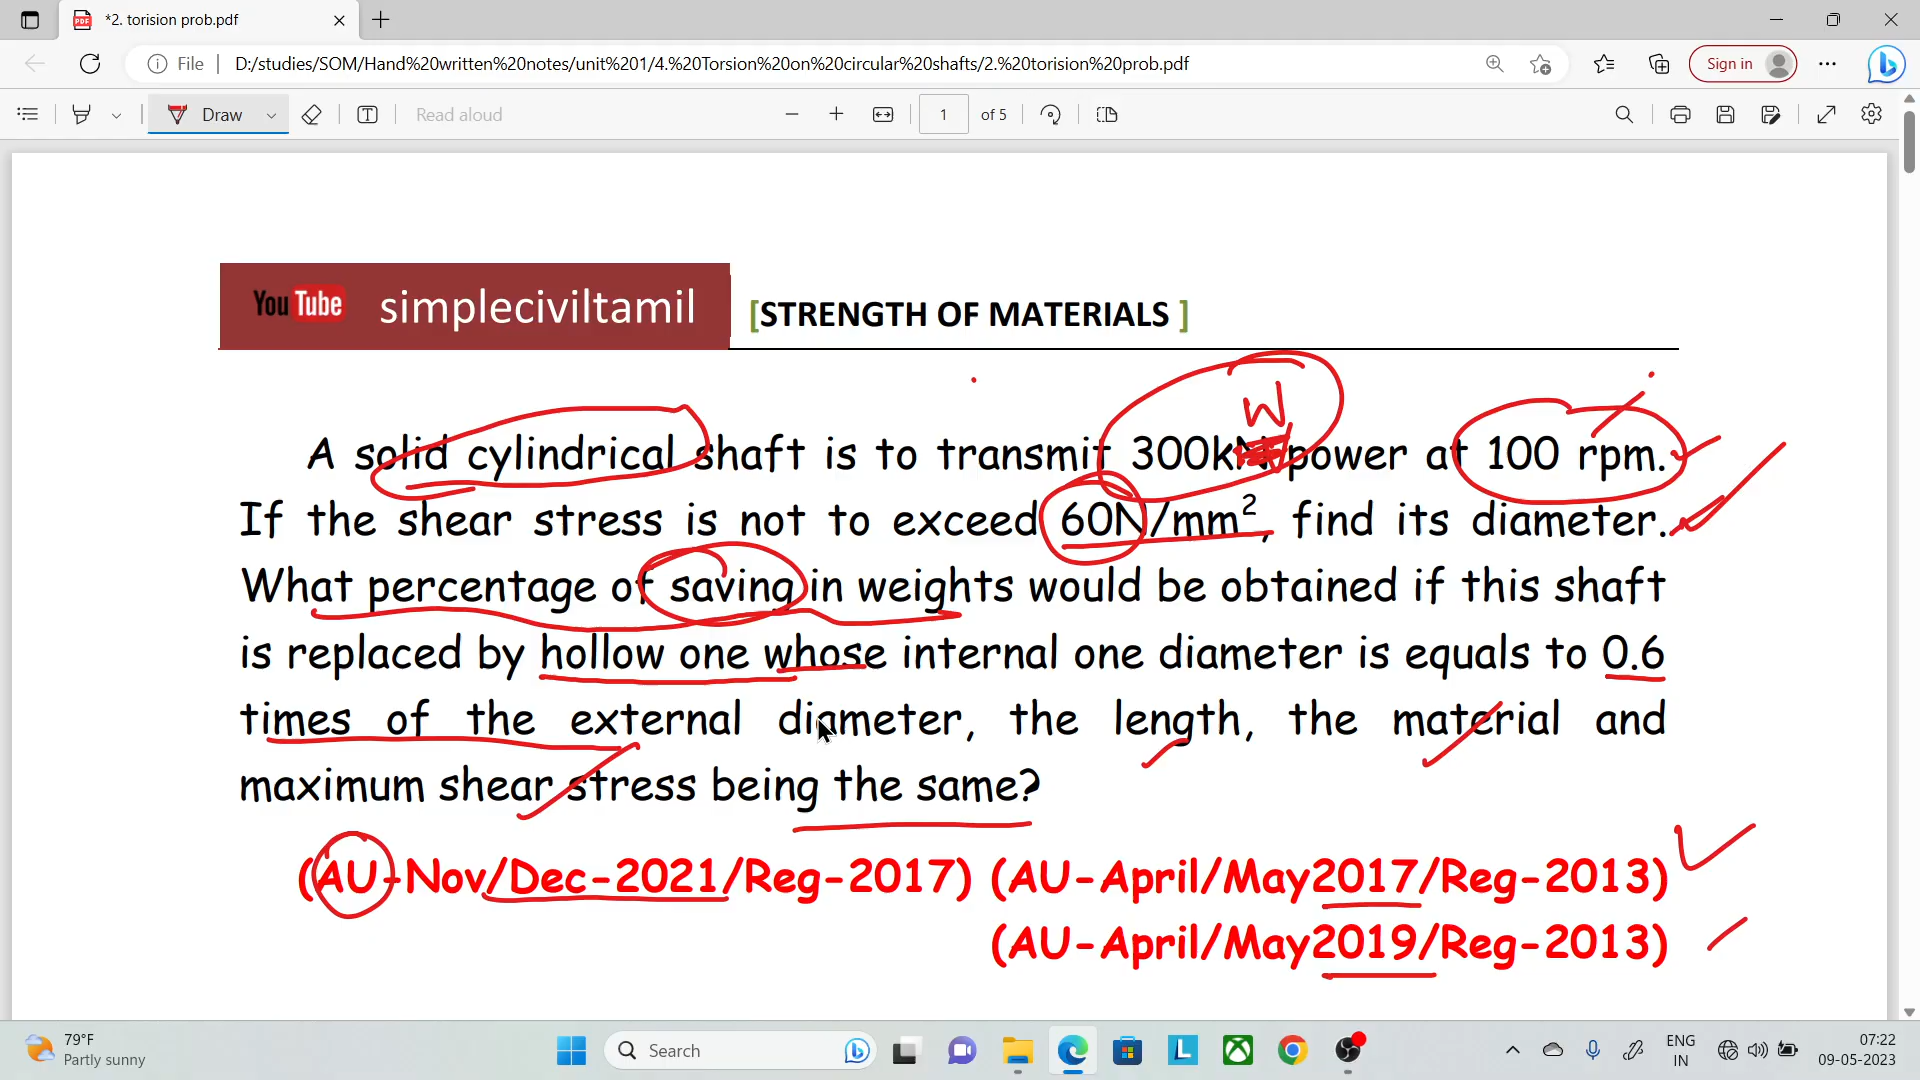 *2. torision prob.pdf
File | D:/studies/SOM/Hand%20written%20notes/unit%201/4.%20Torsion%20on%20circular%20shafts/2.%20torision%20prob.pdf
Sign in
Draw
Read aloud
1 of 5
YouTube simpleciviltamil [STRENGTH OF MATERIALS ]
W
A solid cylindrical shaft is to transmit 300kN power at 100 rpm.
If the shear stress is not to exceed 60N/mm², find its diameter.
What percentage of saving in weights would be obtained if this shaft
is replaced by hollow one whose internal one diameter is equals to 0.6
times of the external diameter, the length, the material and
maximum shear stress being the same?
(AU-Nov/Dec-2021/Reg-2017) (AU-April/May2017/Reg-2013)
(AU-April/May2019/Reg-2013)
79°F
Partly sunny
Search
ENG
IN
07:22
09-05-2023